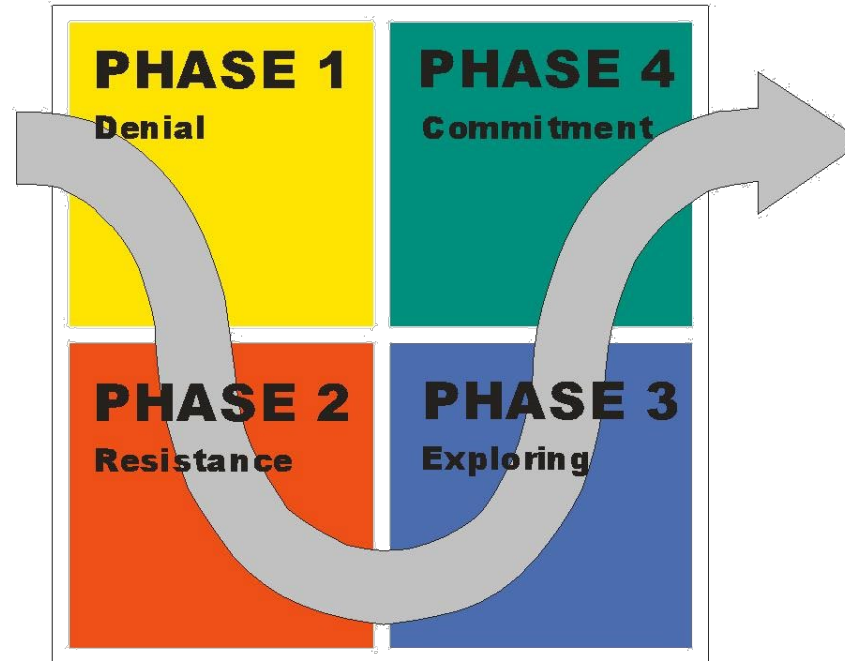 PHASE 1
Denial
PHASE 2
Resistance
PHASE 3
Exploring
PHASE 4
Commitment